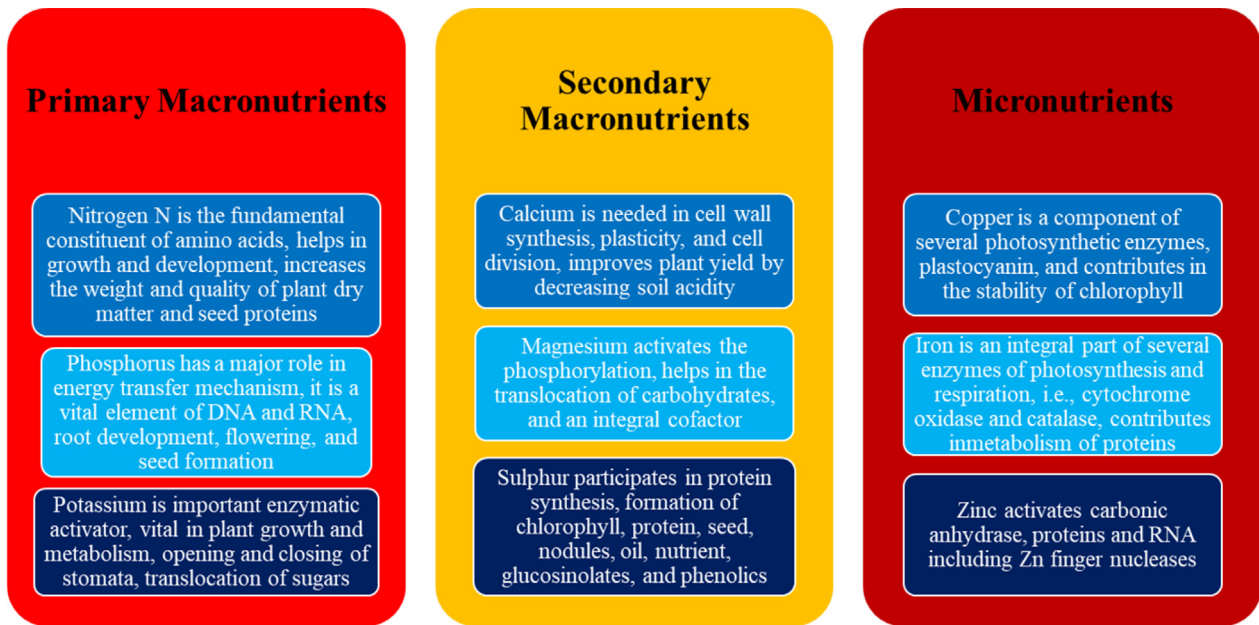 Primary Macronutrients
Nitrogen N is the fundamental
constituent of amino acids, helps in
growth and development, increases
the weight and quality of plant dry
matter and seed proteins
Phosphorus has a major role in
energy transfer mechanism, it is a
vital element of DNA and RNA,
root development, flowering, and
seed formation
Potassium is important enzymatic
activator, vital in plant growth and
metabolism, opening and closing of
stomata, translocation of sugars
Secondary
Macronutrients
Calcium is needed in cell wall
synthesis, plasticity, and cell
division, improves plant yield by
decreasing soil acidity
Magnesium activates the
phosphorylation, helps in the
translocation of carbohydrates,
and an integral cofactor
Sulphur participates in protein
synthesis, formation of
chlorophyll, protein, seed,
nodules, oil, nutrient,
glucosinolates, and phenolics
Micronutrients
Copper is a component of
several photosynthetic enzymes,
plastocyanin, and contributes in
the stability of chlorophyll
Iron is an integral part of several
enzymes of photosynthesis and
respiration, i.e., cytochrome
oxidase and catalase, contributes
inmetabolism of proteins
Zinc activates carbonic
anhydrase, proteins and RNA
including Zn finger nucleases